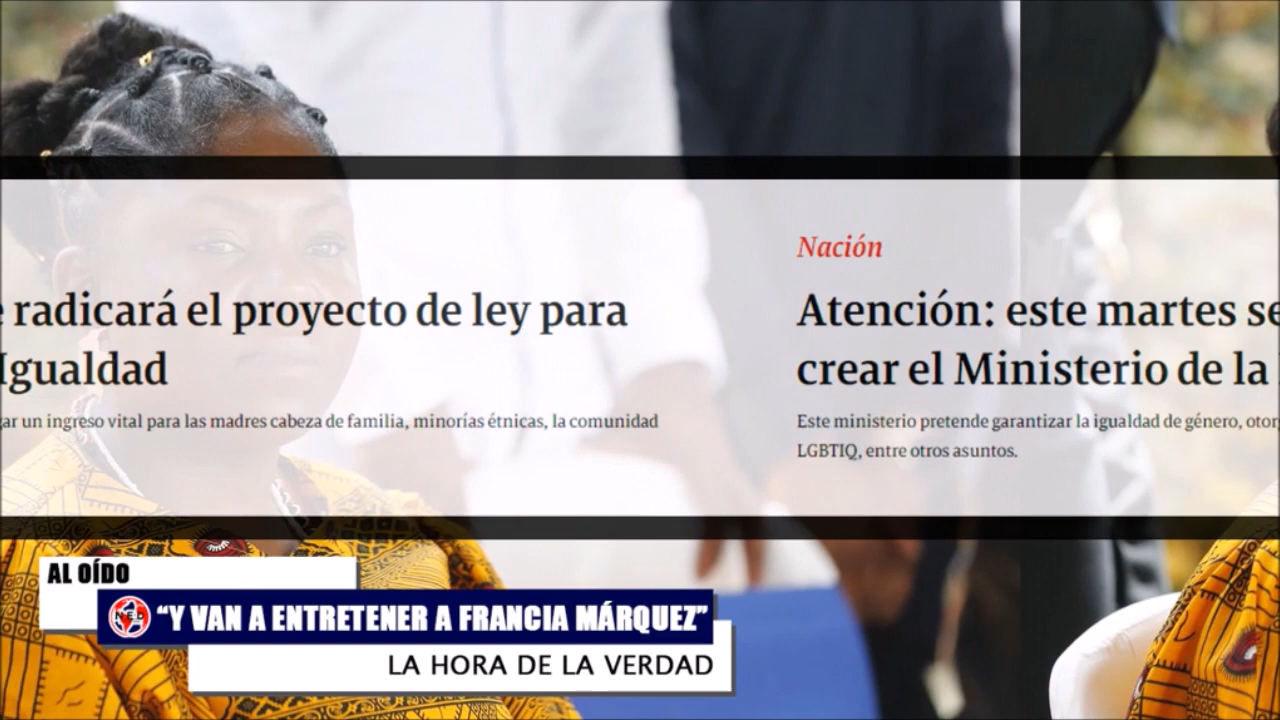 Nación
e radicará el proyecto de ley para
Igualdad
gar un ingreso vital para las madres cabeza de familia, minorías étnicas, la comunidad
Atención: este martes se
crear el Ministerio de la
Este ministerio pretende garantizar la igualdad de género, otorg
LGBTIQ, entre otros asuntos.
AL OÍDO
“Y VAN A ENTRETENER A FRANCIA MÁRQUEZ”
LA HORA DE LA VERDAD